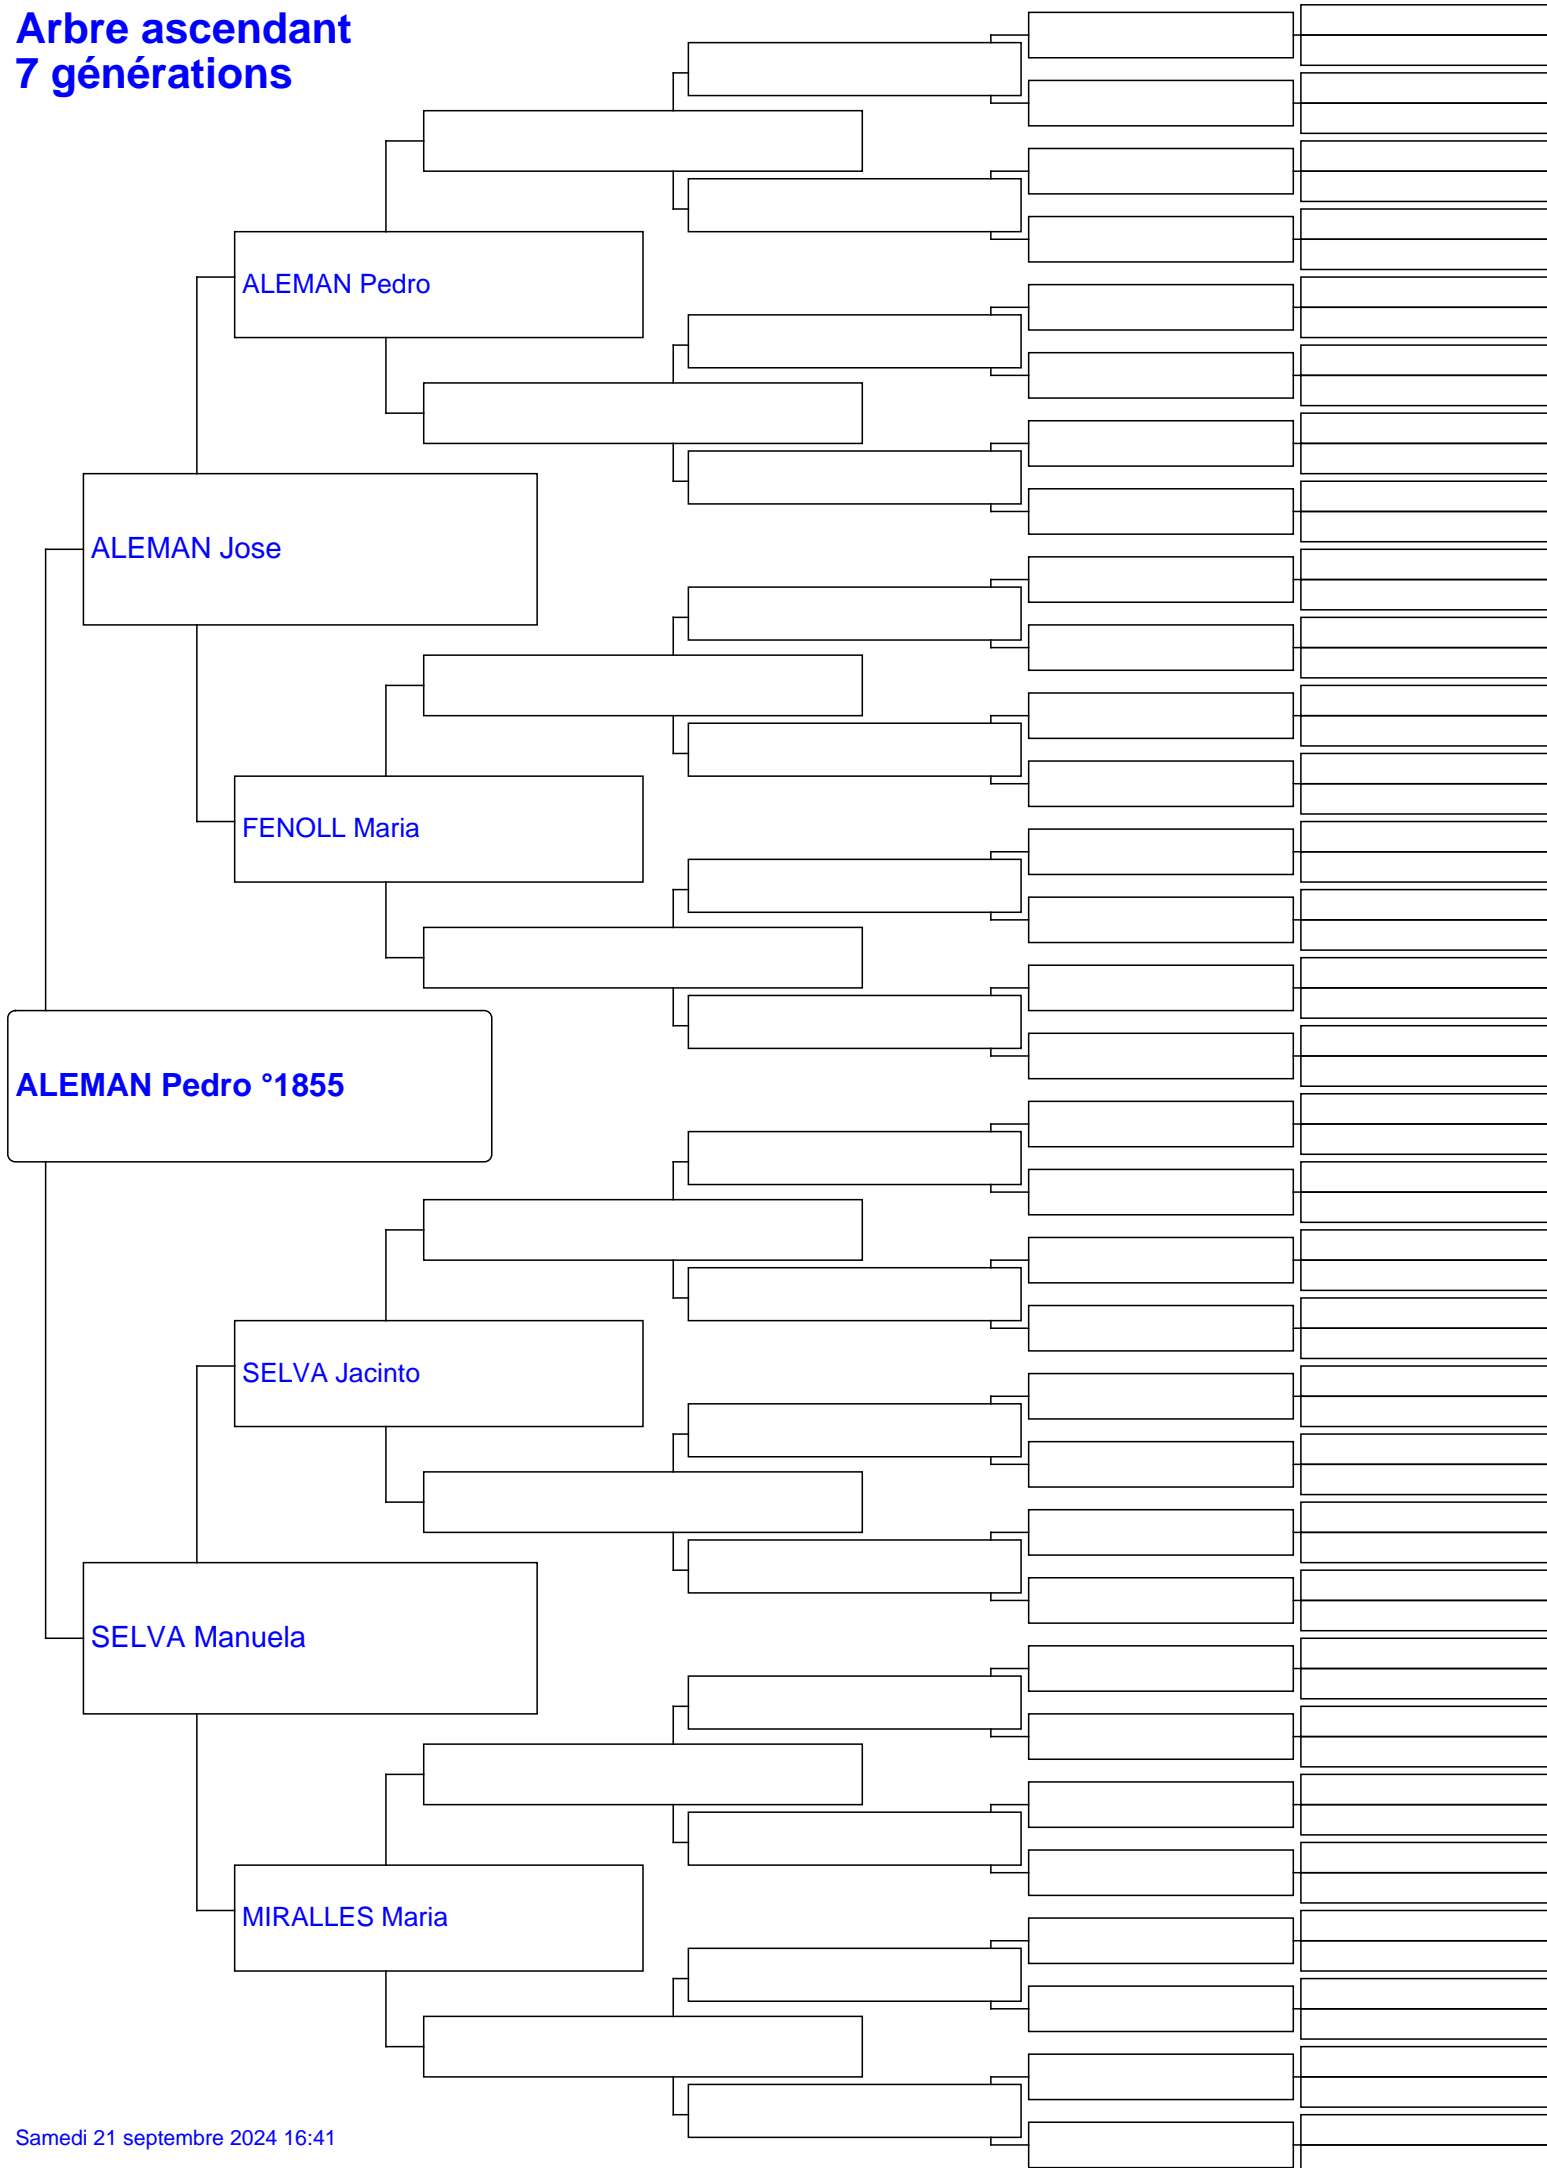 Arbre ascendant
7 générations
ALEMAN Pedro
ALEMAN Jose
FENOLL Maria
ALEMAN Pedro °1855
SELVA Jacinto
SELVA Manuela
MIRALLES Maria
Samedi 21 septembre 2024 16:41